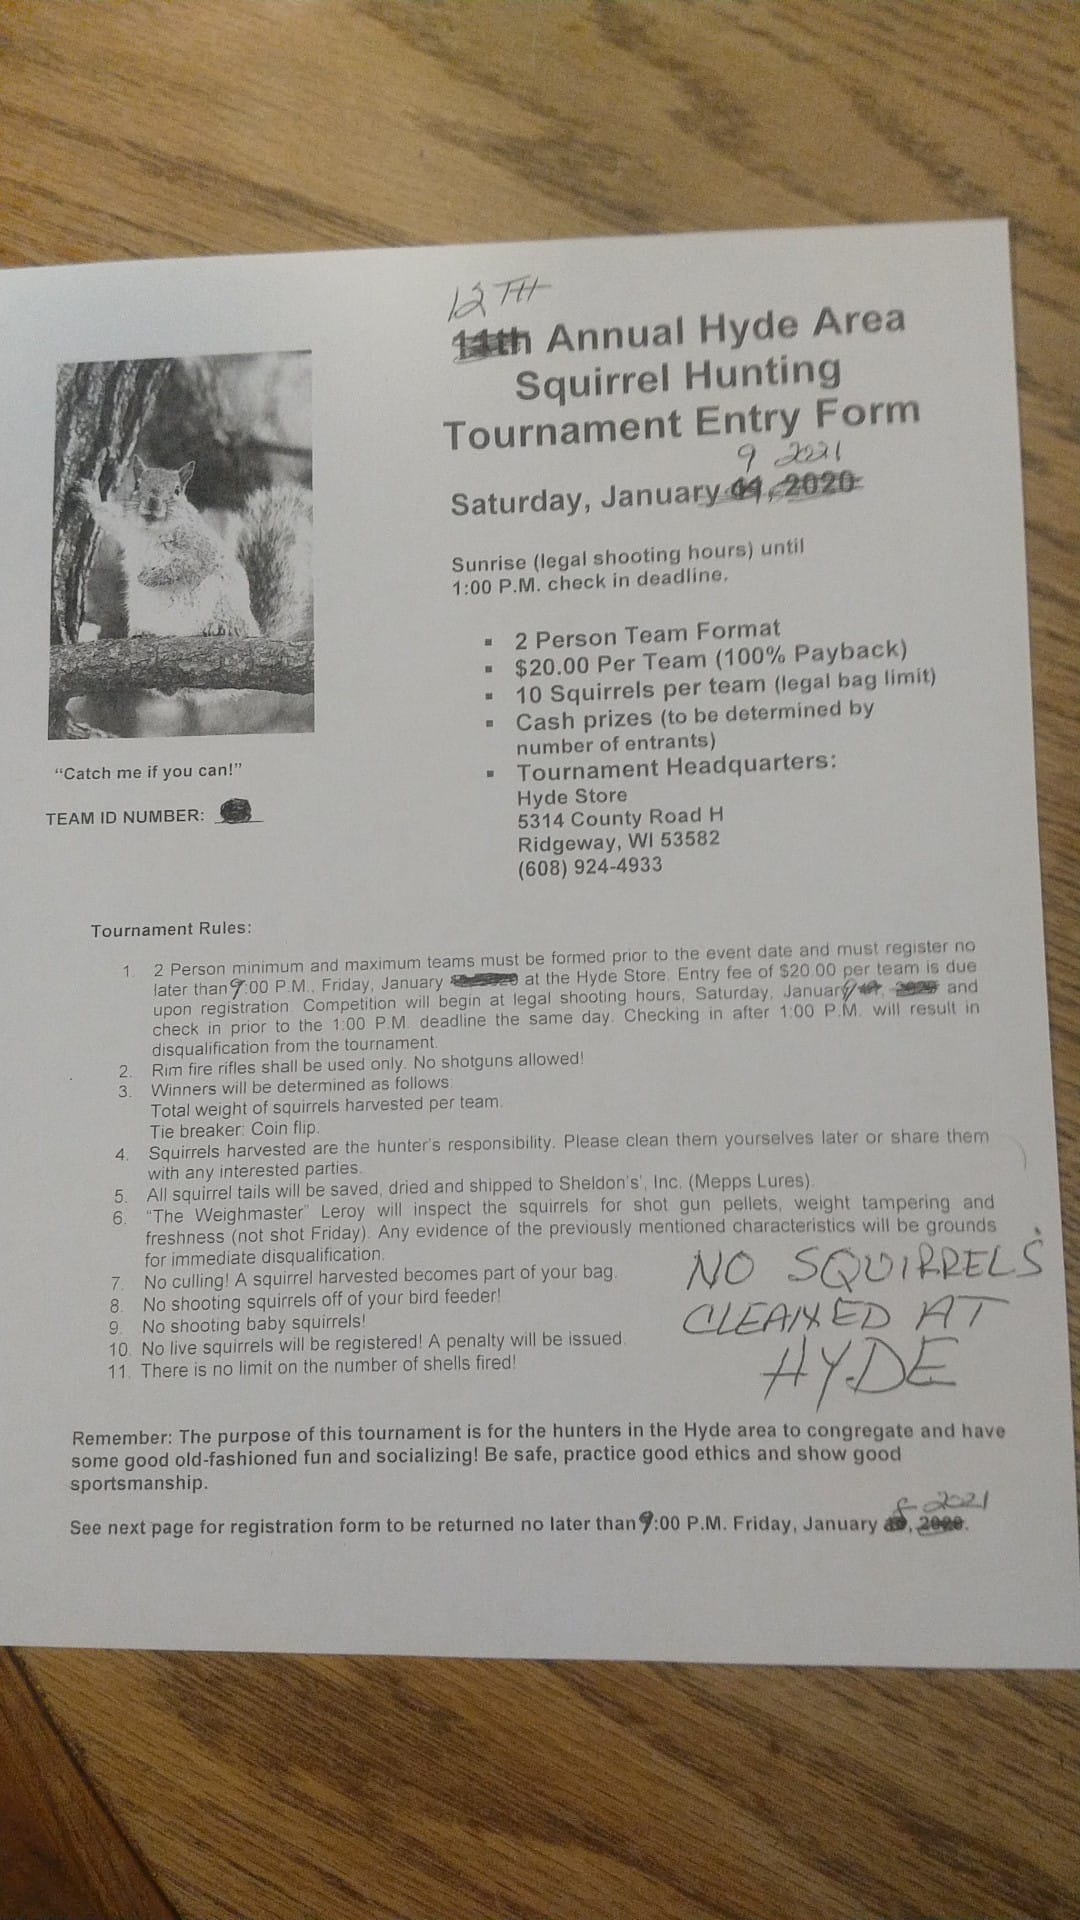 12TH
11th Annual Hyde Area
Squirrel Hunting
Tournament Entry Form
9 2021
Saturday, January 11, 2020
Sunrise (legal shooting hours) until
1:00 P.M. check in deadline.
▪ 2 Person Team Format
▪ $20.00 Per Team (100% Payback)
▪ 10 Squirrels per team (legal bag limit)
▪ Cash prizes (to be determined by
number of entrants)
▪ Tournament Headquarters:
Hyde Store
5314 County Road H
Ridgeway, WI 53582
(608) 924-4933
"Catch me if you can!"
TEAM ID NUMBER:
Tournament Rules:
1. 2 Person minimum and maximum teams must be formed prior to the event date and must register no
later than 9:00 P.M., Friday, January at the Hyde Store. Entry fee of $20.00 per team is due
upon registration. Competition will begin at legal shooting hours, Saturday, January and
check in prior to the 1:00 P.M. deadline the same day. Checking in after 1:00 P.M. will result in
disqualification from the tournament.
2. Rim fire rifles shall be used only. No shotguns allowed!
3. Winners will be determined as follows:
Total weight of squirrels harvested per team.
Tie breaker: Coin flip.
4. Squirrels harvested are the hunter's responsibility. Please clean them yourselves later or share them
with any interested parties.
5. All squirrel tails will be saved, dried and shipped to Sheldon's', Inc. (Mepps Lures).
6. "The Weighmaster" Leroy will inspect the squirrels for shot gun pellets, weight tampering and
freshness (not shot Friday). Any evidence of the previously mentioned characteristics will be grounds
for immediate disqualification.
7. No culling! A squirrel harvested becomes part of your bag.
8. No shooting squirrels off of your bird feeder!
9. No shooting baby squirrels!
10. No live squirrels will be registered! A penalty will be issued.
11. There is no limit on the number of shells fired!
NO SQUIRRELS
CLEANED AT
HYDE
Remember: The purpose of this tournament is for the hunters in the Hyde area to congregate and have
some good old-fashioned fun and socializing! Be safe, practice good ethics and show good
sportsmanship.
8 2021
See next page for registration form to be returned no later than 9:00 P.M. Friday, January , 2020.